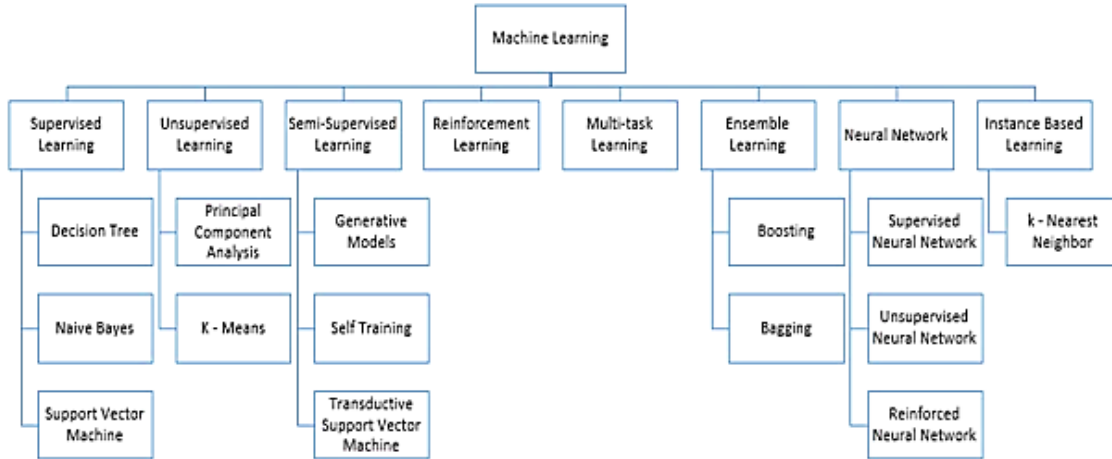 Machine Learning
Supervised
Learning
Unsupervised
Learning
Semi-Supervised
Learning
Reinforcement
Learning
Multi-task
Learning
Ensemble
Learning
Neural Network
Instance Based
Learning
Decision Tree
Principal
Component
Analysis
Generative
Models
Boosting
Supervised
Neural Network
k - Nearest
Neighbor
Naive Bayes
K - Means
Self Training
Bagging
Unsupervised
Neural Network
Support Vector
Machine
Transductive
Support Vector
Machine
Reinforced
Neural Network